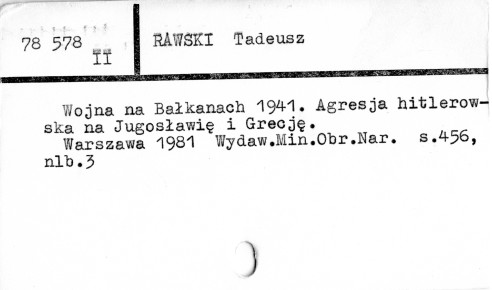 78 578
II
RAWSKI Tadeusz
Wojna na Bałkanach 1941. Agresja hitlerow-
ska na Jugosławię i Grecję.
Warszawa 1981 Wydaw.Min.Obr.Nar. s.456,
nlb.3